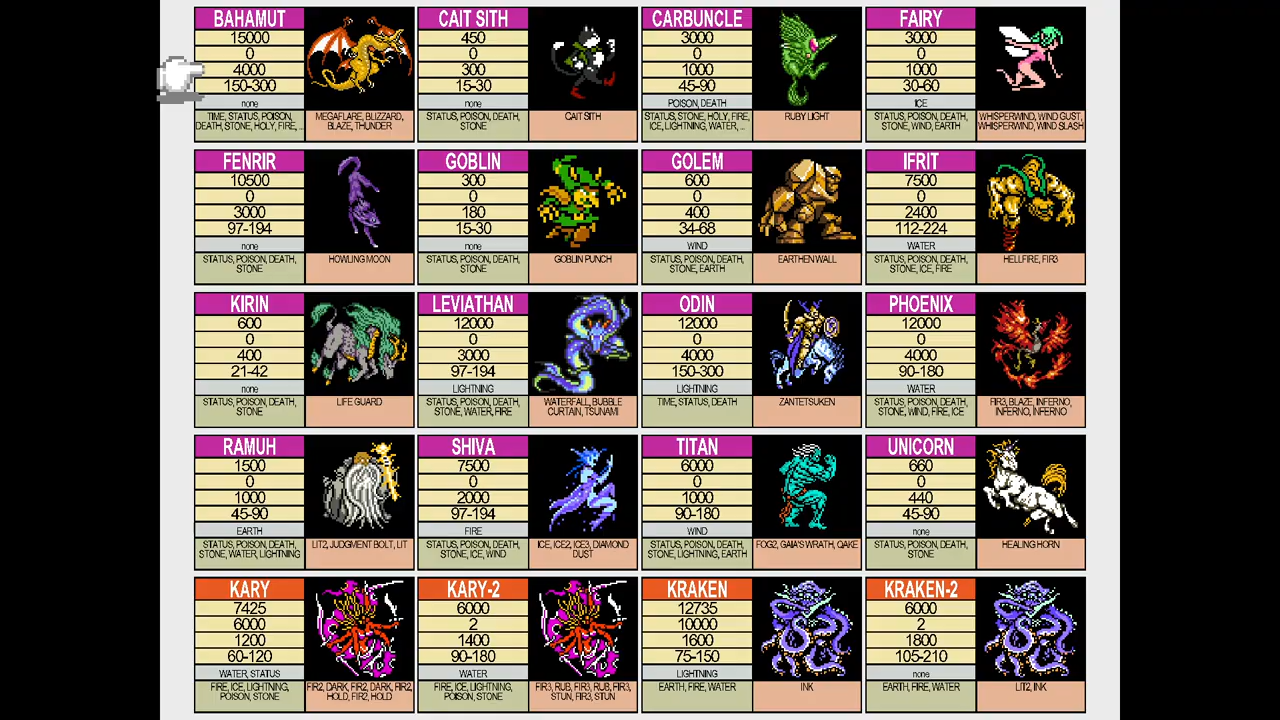 BAHAMUT
15000
0
4000
150-300
none
TIME, STATUS, POISON,
DEATH, STONE, HOLY, FIRE, ...
MEGAFLARE, BLIZZARD,
BLAZE, THUNDER
CAIT SITH
450
0
300
15-30
none
STATUS, POISON, DEATH,
STONE
CAIT SITH
CARBUNCLE
3000
0
1000
45-90
POISON, DEATH
STATUS, STONE, HOLY, FIRE,
ICE, LIGHTNING, WATER, ...
RUBY LIGHT
FAIRY
3000
0
1000
30-60
ICE
STATUS, POISON, DEATH,
STONE, WIND, EARTH
WHISPERWIND, WIND GUST,
WHISPERWIND, WIND SLASH
FENRIR
10500
0
3000
97-194
none
STATUS, POISON, DEATH,
STONE
HOWLING MOON
GOBLIN
300
0
180
15-30
none
STATUS, POISON, DEATH,
STONE
GOBLIN PUNCH
GOLEM
600
0
400
34-68
WIND
STATUS, POISON, DEATH,
STONE, EARTH
EARTHEN WALL
IFRIT
7500
0
2400
112-224
WATER
STATUS, POISON, DEATH,
STONE, ICE, FIRE
HELLFIRE, FIR3
KIRIN
600
0
400
21-42
none
STATUS, POISON, DEATH,
STONE
LIFE GUARD
LEVIATHAN
12000
0
3000
97-194
LIGHTNING
STATUS, POISON, DEATH,
STONE, WATER, FIRE
WATERFALL, BUBBLE
CURTAIN, TSUNAMI
ODIN
12000
0
4000
150-300
LIGHTNING
TIME, STATUS, DEATH
ZANTETSUKEN
PHOENIX
12000
0
4000
90-180
WATER
STATUS, POISON, DEATH,
STONE, WIND, FIRE, ICE
FIR3, BLAZE, INFERNO,
INFERNO, INFERNO
RAMUH
1500
0
1000
45-90
EARTH
STATUS, POISON, DEATH,
STONE, WATER, LIGHTNING
LIT2, JUDGMENT BOLT, LIT
SHIVA
7500
0
2000
97-194
FIRE
STATUS, POISON, DEATH,
STONE, ICE, WIND
ICE, ICE2, ICE3, DIAMOND
DUST
TITAN
6000
0
1000
90-180
WIND
STATUS, POISON, DEATH,
STONE, LIGHTNING, EARTH
FOG2, GAIA'S WRATH, QAKE
UNICORN
660
0
440
45-90
none
STATUS, POISON, DEATH,
STONE
HEALING HORN
KARY
7425
6000
1200
60-120
WATER, STATUS
FIRE, ICE, LIGHTNING,
POISON, STONE
FIR2, DARK, FIR2, DARK, FIR2,
HOLD, FIR2, HOLD
KARY-2
6000
2
1400
90-180
WATER
FIRE, ICE, LIGHTNING,
POISON, STONE
FIR3, RUB, FIR3, RUB, FIR3,
STUN, FIR3, STUN
KRAKEN
12735
10000
1600
75-150
LIGHTNING
EARTH, FIRE, WATER
INK
KRAKEN-2
6000
2
1800
105-210
none
EARTH, FIRE, WATER
LIT2, INK